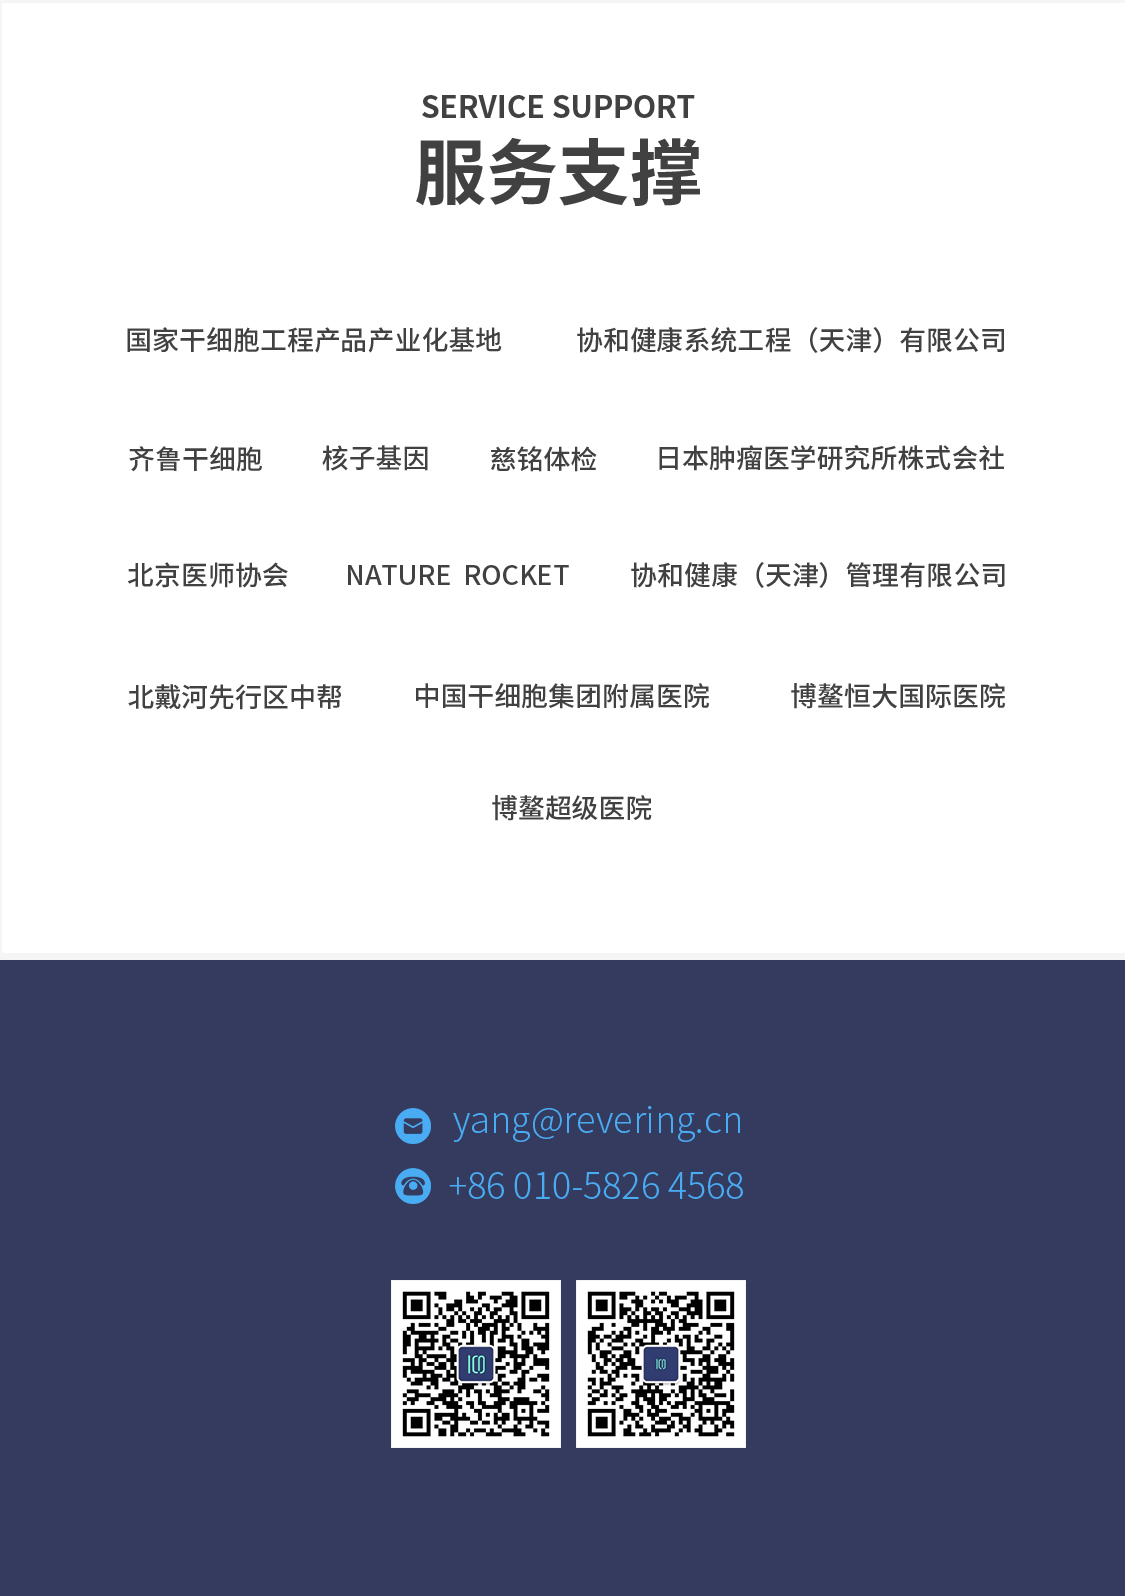 SERVICE SUPPORT
服务支撑
国家干细胞工程产品产业化基地 协和健康系统工程（天津）有限公司
齐鲁干细胞 核子基因 慈铭体检 日本肿瘤医学研究所株式会社
北京医师协会 NATURE ROCKET 协和健康（天津）管理有限公司
北戴河先行区中帮 中国干细胞集团附属医院 博鳌恒大国际医院
博鳌超级医院
yang@revering.cn
+86 010-5826 4568